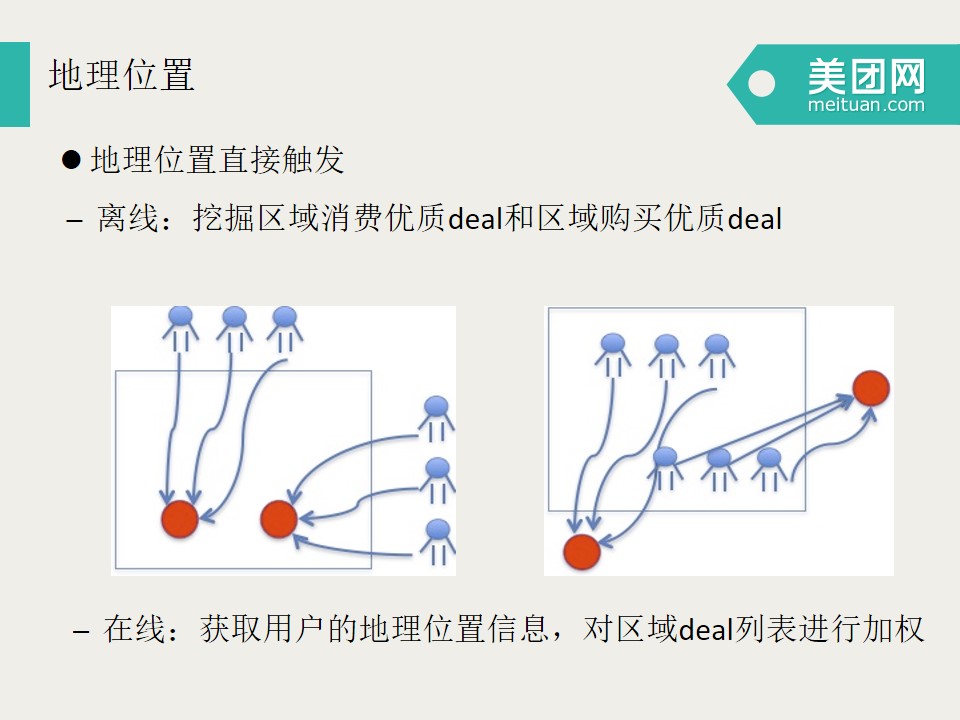 地理位置
美团网
meituan.com
● 地理位置直接触发
– 离线：挖掘区域消费优质deal和区域购买优质deal
– 在线：获取用户的地理位置信息，对区域deal列表进行加权